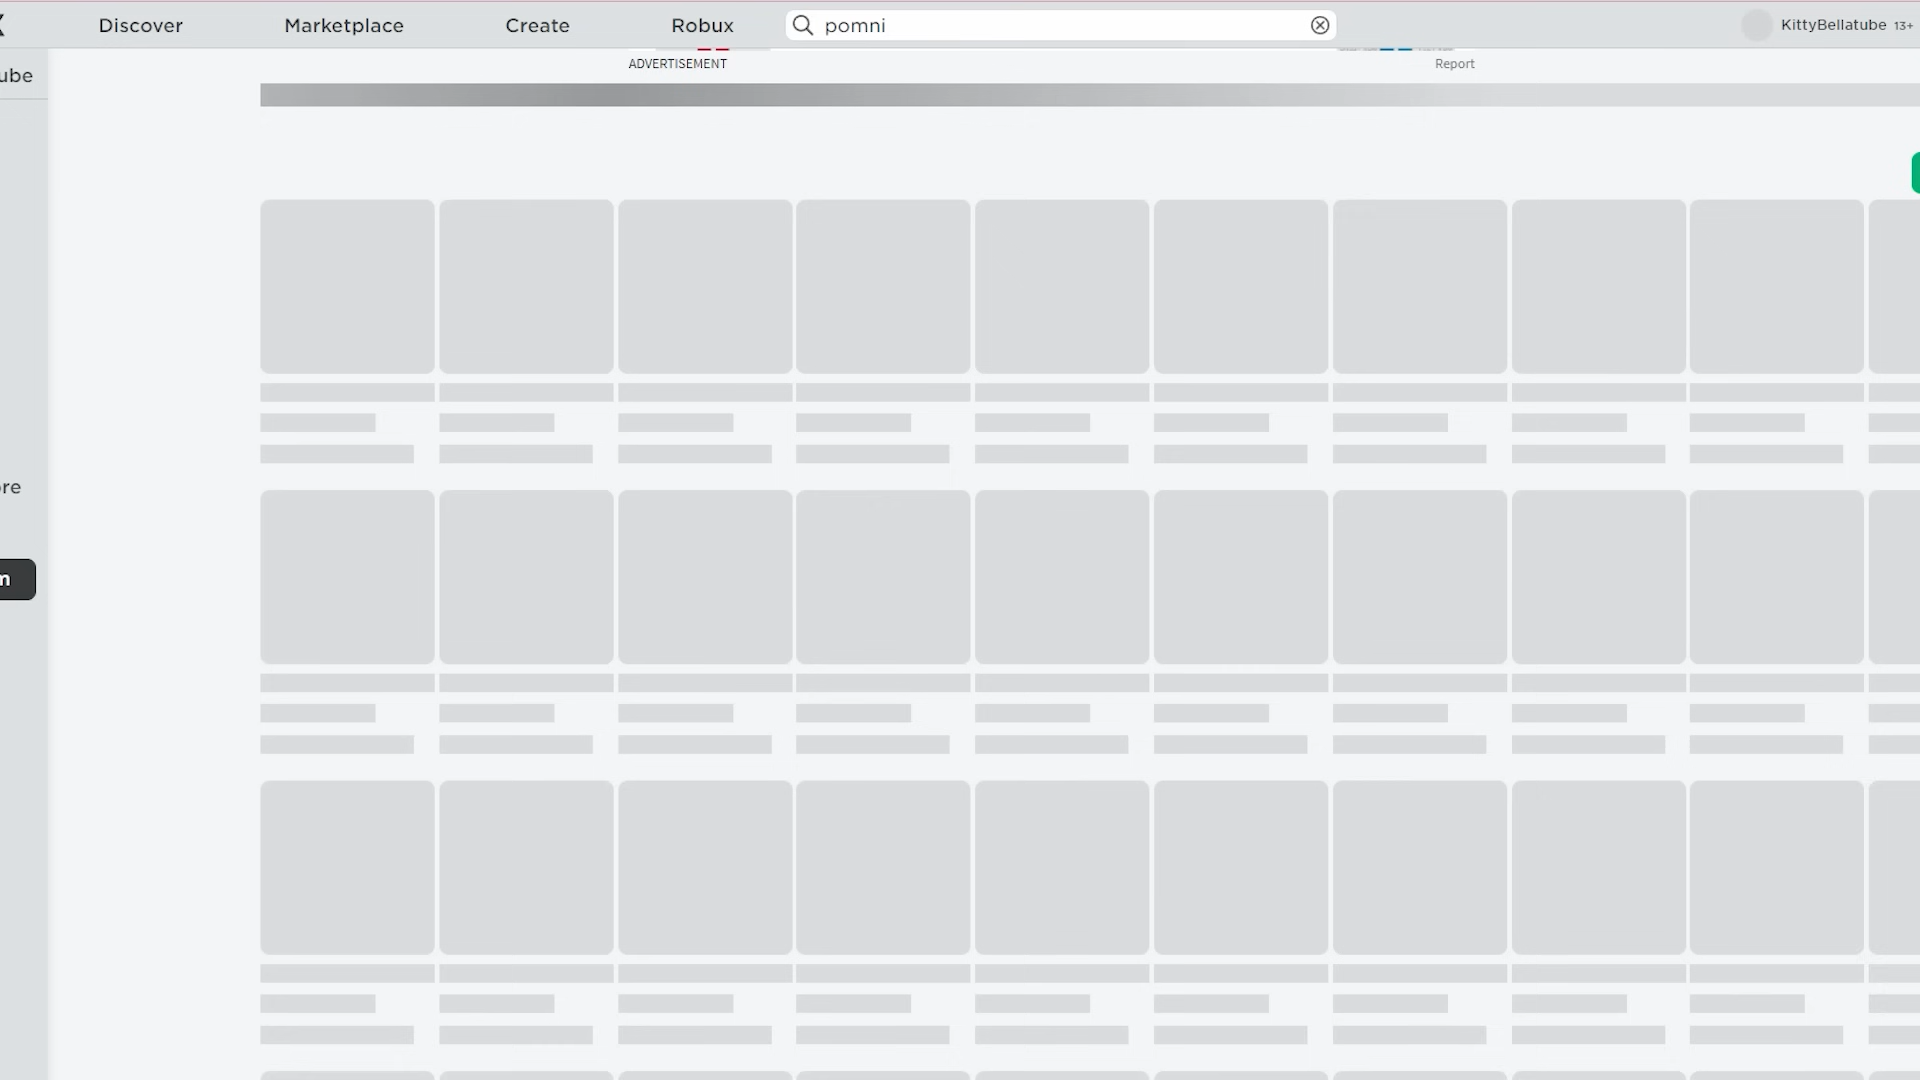 Discover Marketplace Create Robux pomni KittyBellatube 13+
ADVERTISEMENT Report
ube
ore
m